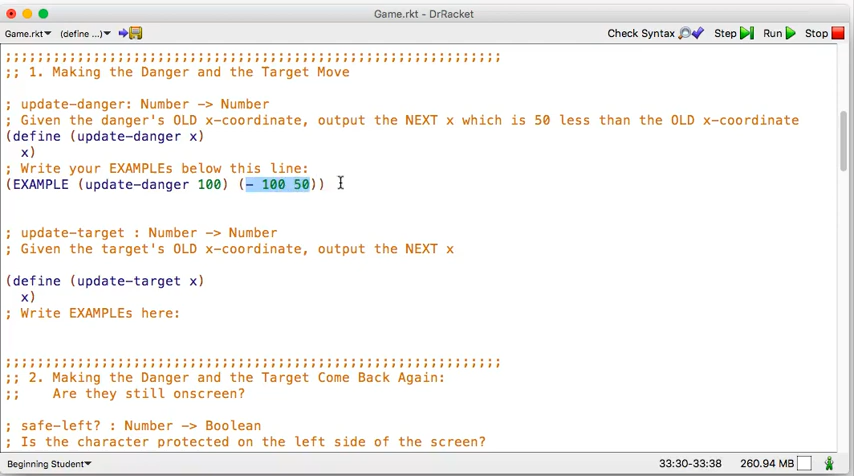 Game.rkt - DrRacket
Game.rkt▾ (define ...)▾ Check Syntax Step Run Stop
;;;;;;;;;;;;;;;;;;;;;;;;;;;;;;;;;;;;;;;;;;;;;;;;;;;;;;;;;;;;;;
;; 1. Making the Danger and the Target Move
; update-danger: Number -> Number
; Given the danger's OLD x-coordinate, output the NEXT x which is 50 less than the OLD x-coordinate
(define (update-danger x)
x)
; Write your EXAMPLEs below this line:
(EXAMPLE (update-danger 100) (- 100 50))
; update-target : Number -> Number
; Given the target's OLD x-coordinate, output the NEXT x
(define (update-target x)
x)
; Write EXAMPLEs here:
;;;;;;;;;;;;;;;;;;;;;;;;;;;;;;;;;;;;;;;;;;;;;;;;;;;;;;;;;;;;;;
;; 2. Making the Danger and the Target Come Back Again:
;; Are they still onscreen?
; safe-left? : Number -> Boolean
; Is the character protected on the left side of the screen?
Beginning Student▾ 33:30-33:38 260.94 MB